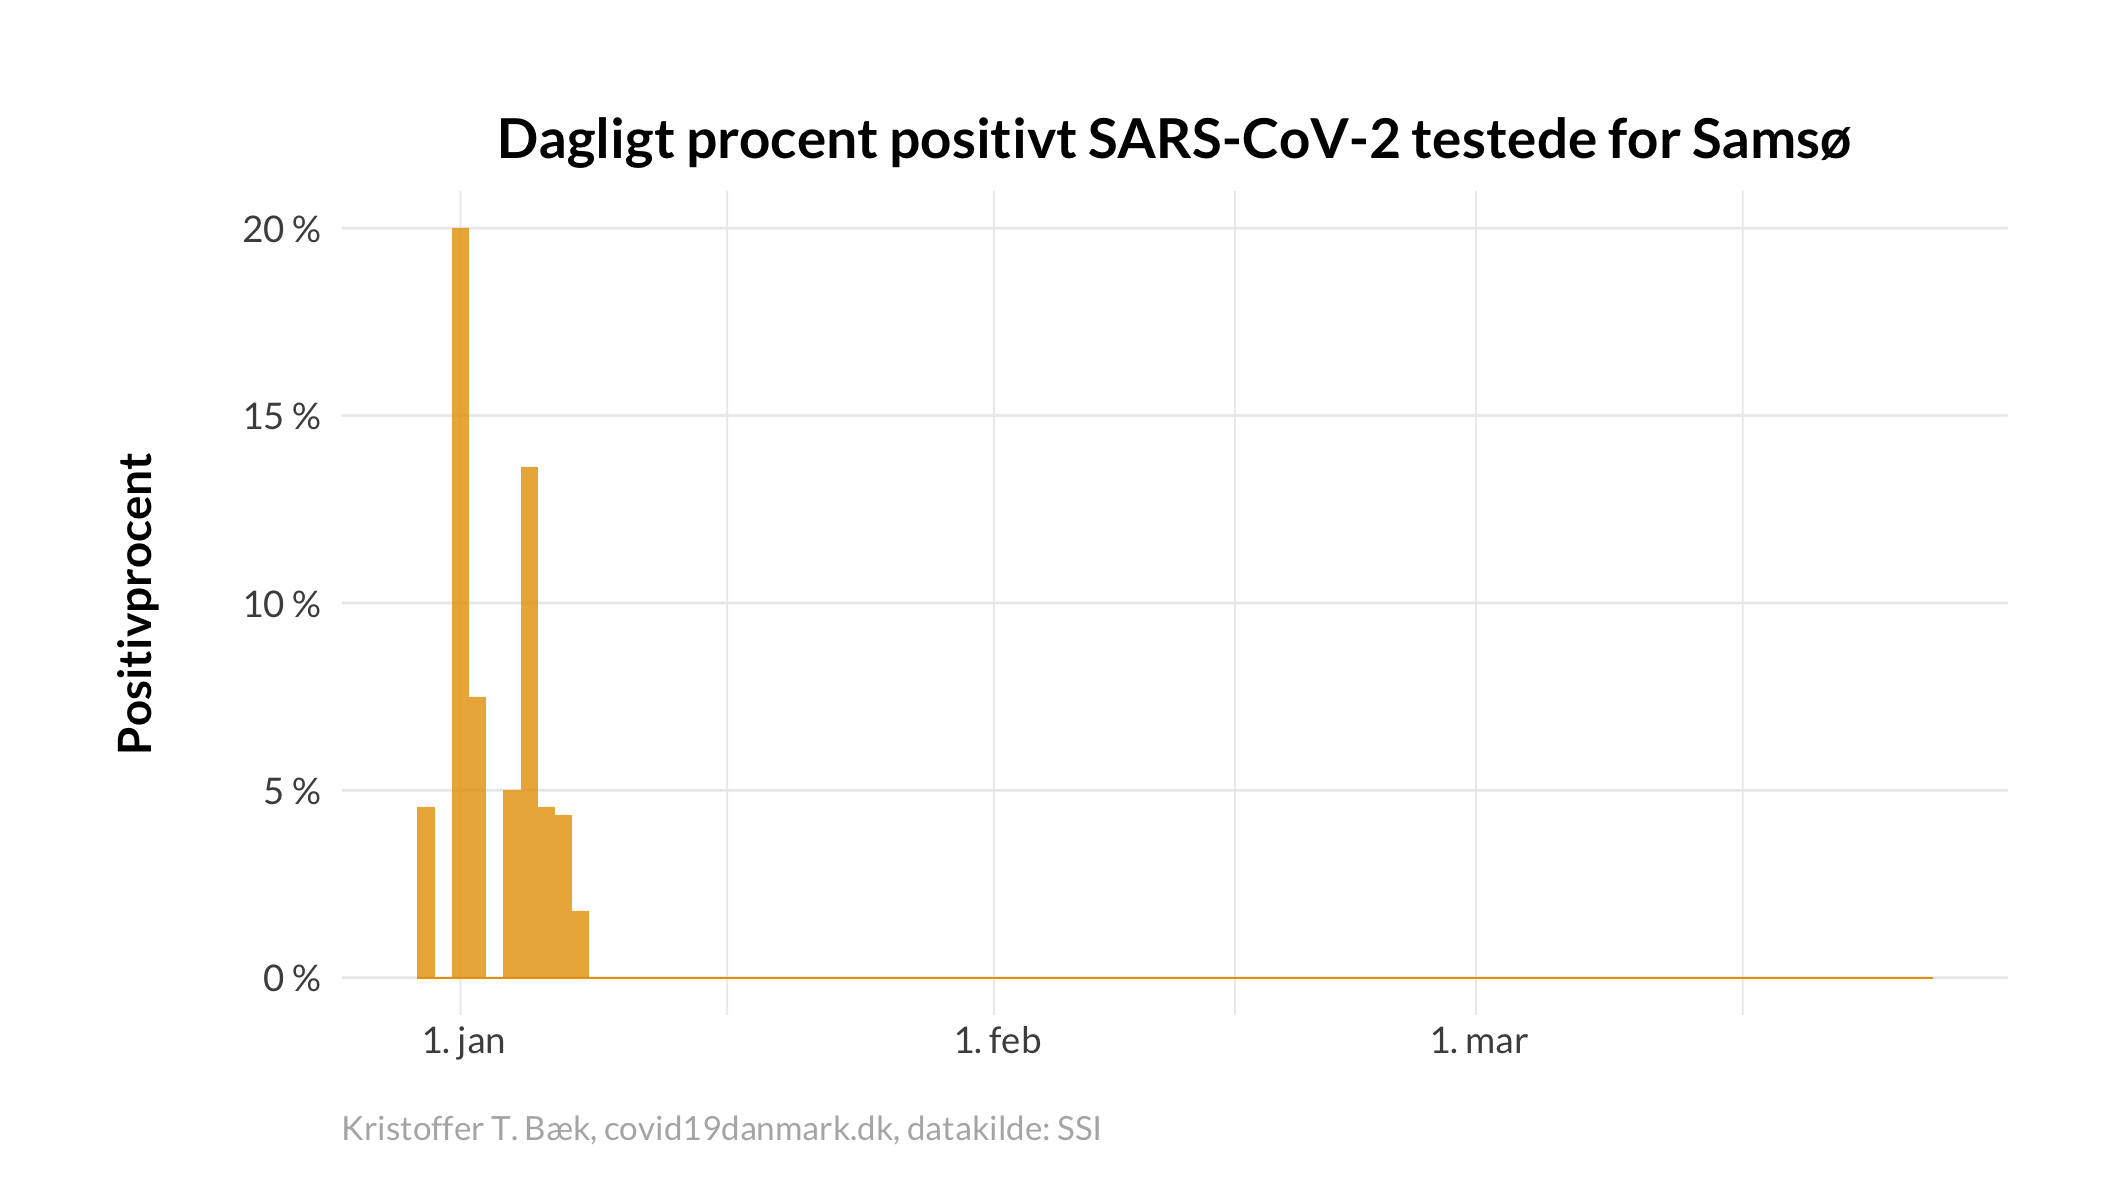 Dagligt procent positivt SARS-CoV-2 testede for Samsø
Positivprocent
20 %
15 %
10 %
5 %
0 %
1. jan
1. feb
1. mar
Kristoffer T. Bæk, covid19danmark.dk, datakilde: SSI